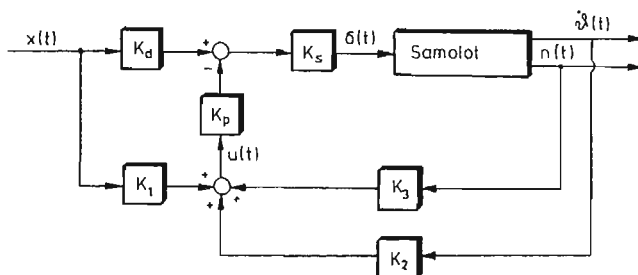 x(t)
K_d
+
−
K_s
δ(t)
Samolot
ϑ̇(t)
n(t)
K_p
u(t)
K_1
+
+
+
K_3
K_2